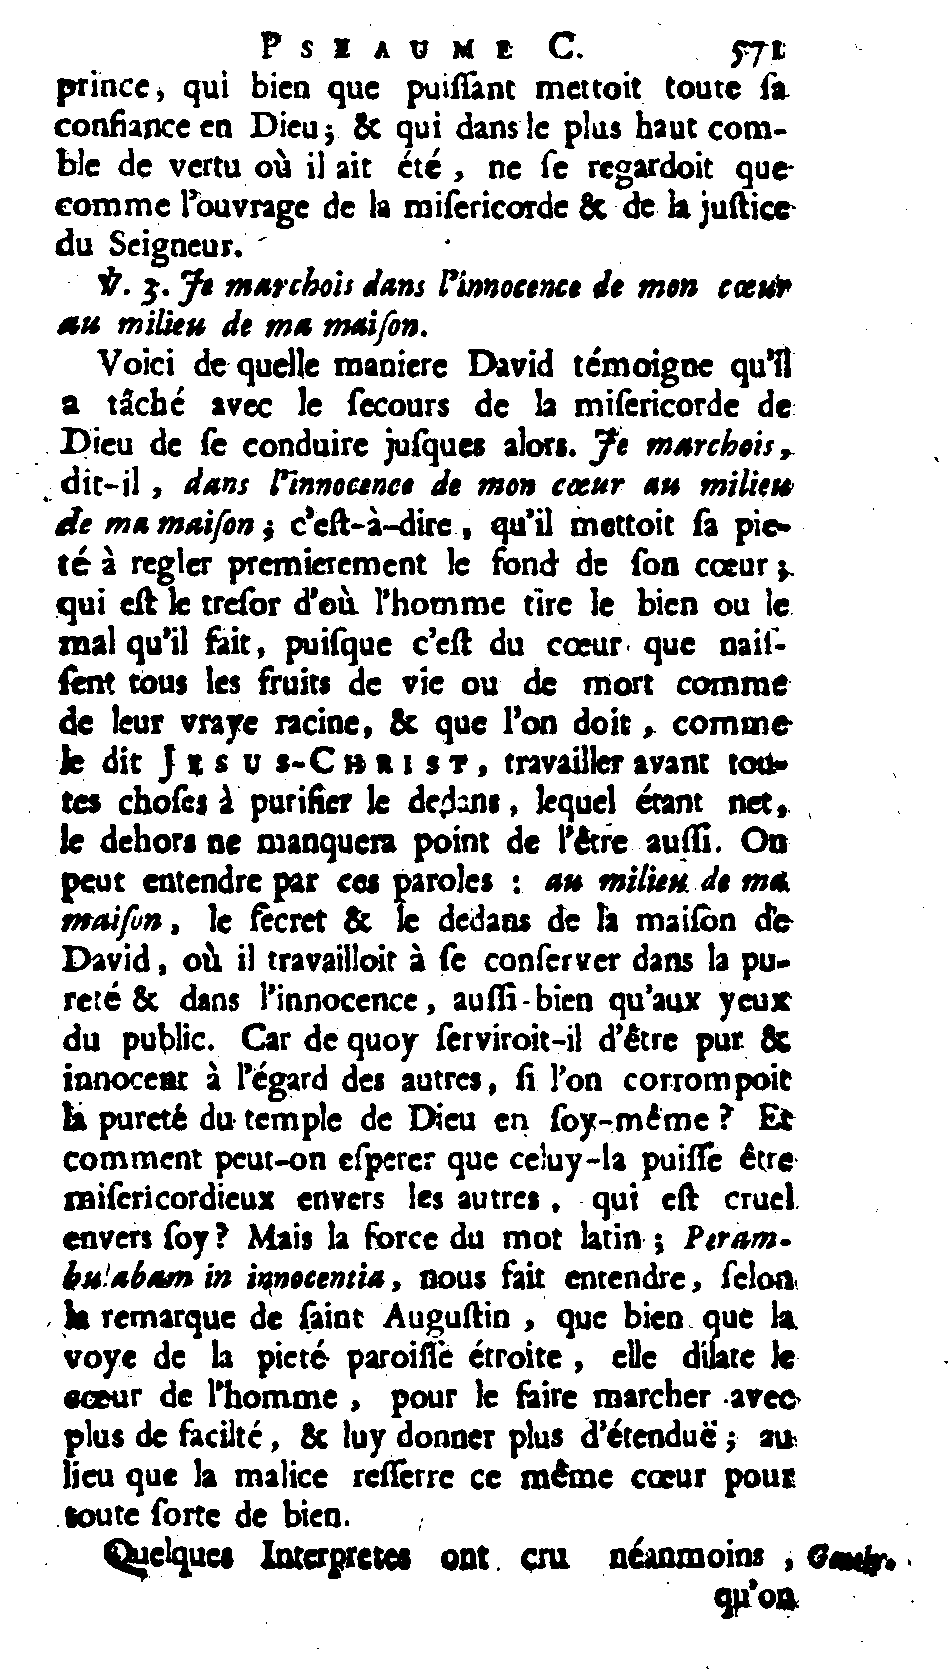 PSEAUME C. 571
prince, qui bien que puiſſant mettoit toute ſa
confiance en Dieu; & qui dans le plus haut com-
ble de vertu où il ait été, ne ſe regardoit que
comme l'ouvrage de la miſericorde & de la juſtice
du Seigneur.
℣. 3. Je marchois dans l'innocence de mon cœur
au milieu de ma maiſon.
Voici de quelle maniere David témoigne qu'il
a tâché avec le ſecours de la miſericorde de
Dieu de ſe conduire juſques alors. Je marchois,
dit-il, dans l'innocence de mon cœur au milieu
de ma maiſon; c'eſt-à-dire, qu'il mettoit ſa pie-
té à regler premierement le fond de ſon cœur;
qui eſt le treſor d'où l'homme tire le bien ou le
mal qu'il fait, puiſque c'eſt du cœur que naiſ-
ſent tous les fruits de vie ou de mort comme
de leur vraye racine, & que l'on doit, comme
le dit JESUS-CHRIST, travailler avant tou-
tes choſes à purifier le dedans, lequel étant net,
le dehors ne manquera point de l'être auſſi. On
peut entendre par ces paroles : au milieu de ma
maiſon, le ſecret & le dedans de la maiſon de
David, où il travailloit à ſe conſerver dans la pu-
reté & dans l'innocence, auſſi-bien qu'aux yeux
du public. Car de quoy ſerviroit-il d'être pur &
innocent à l'égard des autres, ſi l'on corrompoit
la pureté du temple de Dieu en ſoy-même? Et
comment peut-on eſperer que celuy-la puiſſe être
miſericordieux envers les autres, qui eſt cruel
envers ſoy? Mais la force du mot latin; Peram-
bulabam in innocentia, nous fait entendre, ſelon
la remarque de ſaint Auguſtin, que bien que la
voye de la pieté paroiſſe étroite, elle dilate le
cœur de l'homme, pour le faire marcher avec
plus de facilté, & luy donner plus d'étenduë; au
lieu que la malice reſſerre ce même cœur pour
toute ſorte de bien.
Quelques Interpretes ont cru néanmoins,
qu'on